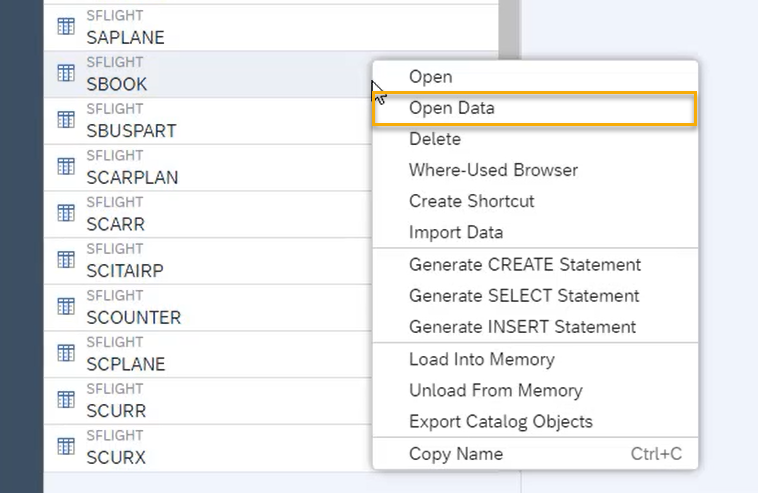 SFLIGHT
SAPLANE
SFLIGHT
SBOOK
SFLIGHT
SBUSPART
SFLIGHT
SCARPLAN
SFLIGHT
SCARR
SFLIGHT
SCITAIRP
SFLIGHT
SCOUNTER
SFLIGHT
SCPLANE
SFLIGHT
SCURR
SFLIGHT
SCURX
Open
Open Data
Delete
Where-Used Browser
Create Shortcut
Import Data
Generate CREATE Statement
Generate SELECT Statement
Generate INSERT Statement
Load Into Memory
Unload From Memory
Export Catalog Objects
Copy Name Ctrl+C